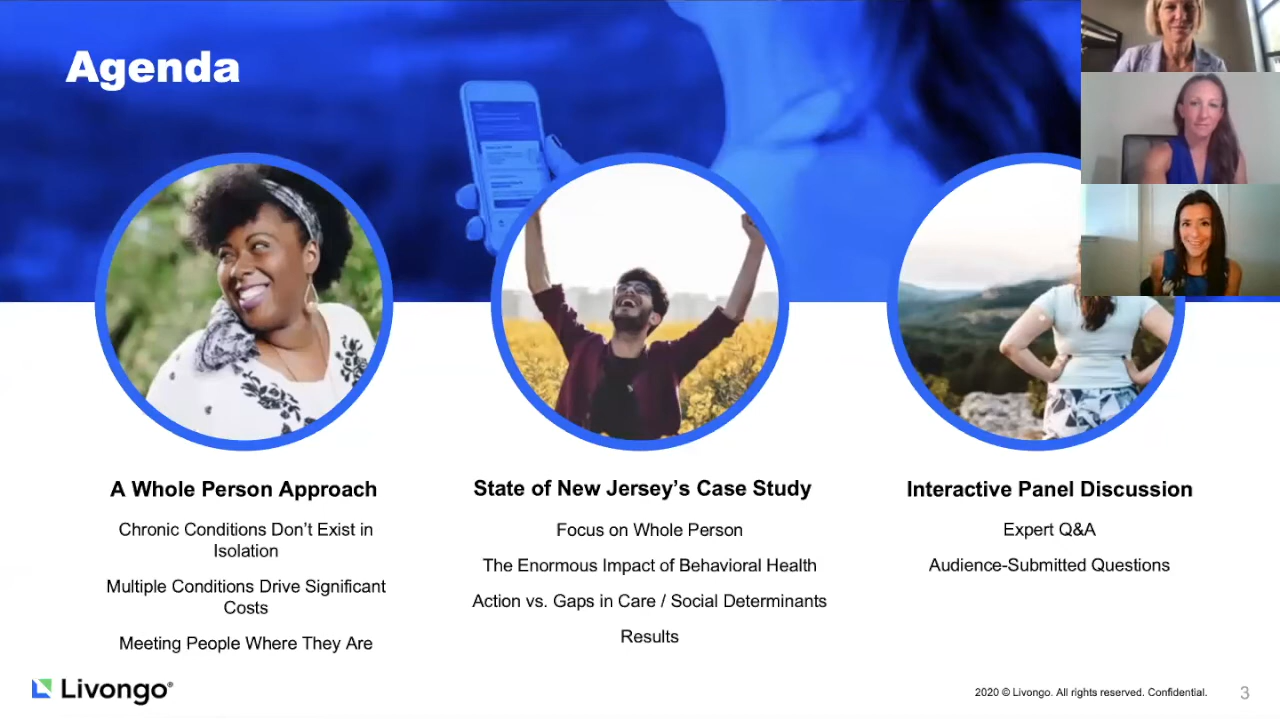 Agenda
A Whole Person Approach
Chronic Conditions Don't Exist in
Isolation
Multiple Conditions Drive Significant
Costs
Meeting People Where They Are
State of New Jersey's Case Study
Focus on Whole Person
The Enormous Impact of Behavioral Health
Action vs. Gaps in Care / Social Determinants
Results
Interactive Panel Discussion
Expert Q&A
Audience-Submitted Questions
Livongo®
2020 © Livongo. All rights reserved. Confidential.
3